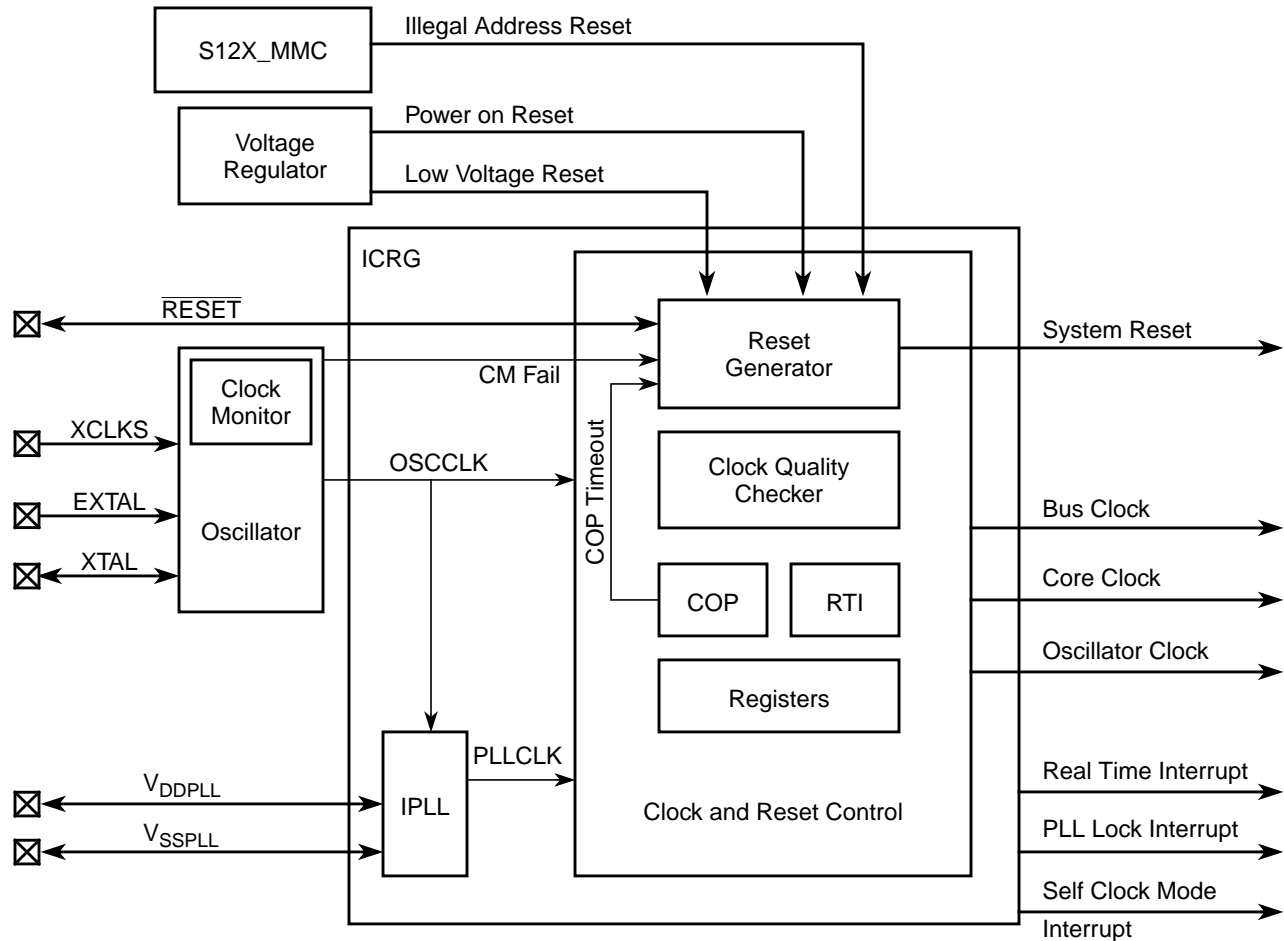 Illegal Address Reset
S12X_MMC
Power on Reset
Voltage
Regulator
Low Voltage Reset
ICRG
RESET
System Reset
Reset
Generator
CM Fail
Clock
Monitor
XCLKS
OSCCLK
COP Timeout
Clock Quality
Checker
EXTAL
Oscillator
Bus Clock
XTAL
COP
RTI
Core Clock
Oscillator Clock
Registers
PLLCLK
Real Time Interrupt
VDDPLL
IPLL
Clock and Reset Control
PLL Lock Interrupt
VSSPLL
Self Clock Mode
Interrupt